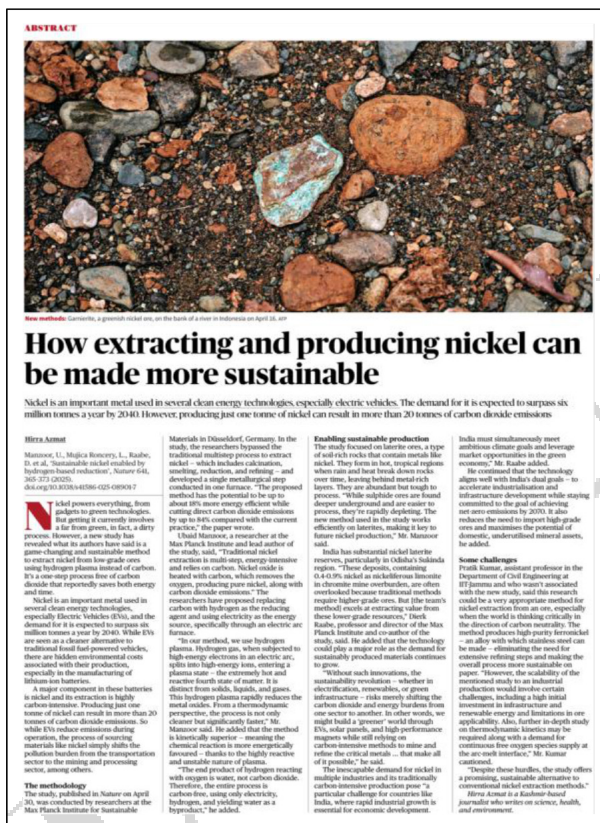 ABSTRACT
New methods: Garnierite, a greenish nickel ore, on the bank of a river in Indonesia on April 16. AFP
How extracting and producing nickel can
be made more sustainable
Nickel is an important metal used in several clean energy technologies, especially electric vehicles. The demand for it is expected to surpass six
million tonnes a year by 2040. However, producing just one tonne of nickel can result in more than 20 tonnes of carbon dioxide emissions
Hirra Azmat
Manzoor, U., Mujica Roncery, L., Raabe,
D. et al, 'Sustainable nickel enabled by
hydrogen-based reduction', Nature 641,
365-373 (2025).
doi.org/10.1038/s41586-025-08901-7
Nickel powers everything, from
gadgets to green technologies.
But getting it currently involves
a far from green, in fact, a dirty
process. However, a new study has
revealed what its authors have said is a
game-changing and sustainable method
to extract nickel from low-grade ores
using hydrogen plasma instead of carbon.
It's a one-step process free of carbon
dioxide that reportedly saves both energy
and time.
Nickel is an important metal used in
several clean energy technologies,
especially Electric Vehicles (EVs), and the
demand for it is expected to surpass six
million tonnes a year by 2040. While EVs
are seen as a cleaner alternative to
traditional fossil fuel-powered vehicles,
there are hidden environmental costs
associated with their production,
especially in the manufacturing of
lithium-ion batteries.
A major component in these batteries
is nickel and its extraction is highly
carbon-intensive. Producing just one
tonne of nickel can result in more than 20
tonnes of carbon dioxide emissions. So
while EVs reduce emissions during
operation, the process of sourcing
materials like nickel simply shifts the
pollution burden from the transportation
sector to the mining and processing
sector, among others.
The methodology
The study, published in Nature on April
30, was conducted by researchers at the
Max Planck Institute for Sustainable
Materials in Düsseldorf, Germany. In the
study, the researchers bypassed the
traditional multistep process to extract
nickel – which includes calcination,
smelting, reduction, and refining – and
developed a single metallurgical step
conducted in one furnace. "The proposed
method has the potential to be up to
about 18% more energy efficient while
cutting direct carbon dioxide emissions
by up to 84% compared with the current
practice," the paper wrote.
Ubaid Manzoor, a researcher at the
Max Planck Institute and lead author of
the study, said, "Traditional nickel
extraction is multi-step, energy-intensive
and relies on carbon. Nickel oxide is
heated with carbon, which removes the
oxygen, producing pure nickel, along with
carbon dioxide emissions." The
researchers have proposed replacing
carbon with hydrogen as the reducing
agent and using electricity as the energy
source, specifically through an electric arc
furnace.
"In our method, we use hydrogen
plasma. Hydrogen gas, when subjected to
high-energy electrons in an electric arc,
splits into high-energy ions, entering a
plasma state – the extremely hot and
reactive fourth state of matter. It is
distinct from solids, liquids, and gases.
This hydrogen plasma rapidly reduces the
metal oxides. From a thermodynamic
perspective, the process is not only
cleaner but significantly faster," Mr.
Manzoor said. He added that the method
is kinetically superior – meaning the
chemical reaction is more energetically
favoured – thanks to the highly reactive
and unstable nature of plasma.
"The end product of hydrogen reacting
with oxygen is water, not carbon dioxide.
Therefore, the entire process is
carbon-free, using only electricity,
hydrogen, and yielding water as a
byproduct," he added.
Enabling sustainable production
The study focused on laterite ores, a type
of soil-rich rocks that contain metals like
nickel. They form in hot, tropical regions
when rain and heat break down rocks
over time, leaving behind metal rich
layers. They are abundant but tough to
process. "While sulphide ores are found
deeper underground and are easier to
process, they're rapidly depleting. The
new method used in the study works
efficiently on laterites, making it key to
future nickel production," Mr. Manzoor
said.
India has substantial nickel laterite
reserves, particularly in Odisha's Sukinda
region. "These deposits, containing
0.4-0.9% nickel as nickeliferous limonite
in chromite mine overburden, are often
overlooked because traditional methods
require higher-grade ores. But [the team's
method] excels at extracting value from
these lower-grade resources," Dierk
Raabe, professor and director of the Max
Planck Institute and co-author of the
study, said. He added that the technology
could play a major role as the demand for
sustainably produced materials continues
to grow.
"Without such innovations, the
sustainability revolution – whether in
electrification, renewables, or green
infrastructure – risks merely shifting the
carbon dioxide and energy burdens from
one sector to another. In other words, we
might build a 'greener' world through
EVs, solar panels, and high-performance
magnets while still relying on
carbon-intensive methods to mine and
refine the critical metals ... that make all
of it possible," he said.
The inescapable demand for nickel in
multiple industries and its traditionally
carbon-intensive production pose "a
particular challenge for countries like
India, where rapid industrial growth is
essential for economic development.
India must simultaneously meet
ambitious climate goals and leverage
market opportunities in the green
economy," Mr. Raabe added.
He continued that the technology
aligns well with India's dual goals – to
accelerate industrialisation and
infrastructure development while staying
committed to the goal of achieving
net zero emissions by 2070. It also
reduces the need to import high-grade
ores and maximises the potential of
domestic, underutilised mineral assets,
he added.
Some challenges
Pratik Kumar, assistant professor in the
Department of Civil Engineering at
IIT-Jammu and who wasn't associated
with the new study, said this research
could be a very appropriate method for
nickel extraction from an ore, especially
when the world is thinking critically in
the direction of carbon neutrality. The
method produces high-purity ferronickel
– an alloy with which stainless steel can
be made – eliminating the need for
extensive refining steps and making the
overall process more sustainable on
paper. "However, the scalability of the
mentioned study to an industrial
production would involve certain
challenges, including a high initial
investment in infrastructure and
renewable energy and limitations in ore
applicability. Also, further in-depth study
on thermodynamic kinetics may be
required along with a demand for
continuous free oxygen species supply at
the arc-melt interface," Mr. Kumar
cautioned.
"Despite these hurdles, the study offers
a promising, sustainable alternative to
conventional nickel extraction methods."
Hirra Azmat is a Kashmir-based
journalist who writes on science, health,
and environment.